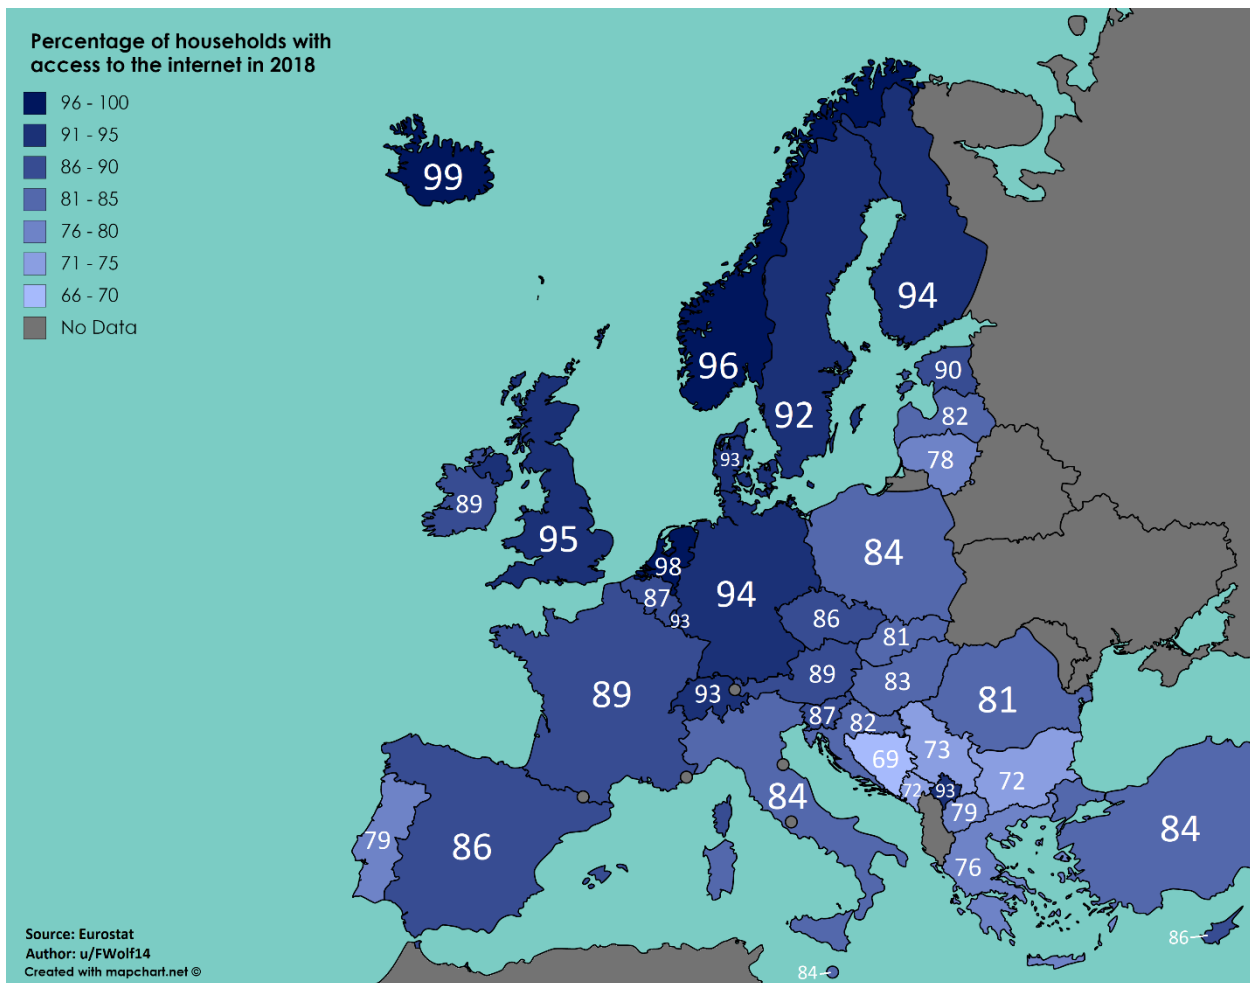 Percentage of households with
access to the internet in 2018
96 - 100
91 - 95
86 - 90
81 - 85
76 - 80
71 - 75
66 - 70
No Data
99
96
94
92
90
82
78
93
89
95
98
87
93
94
84
86
81
89
83
93
89
87
82
81
69
73
72
72
93
79
84
76
84
79
86
86
84
Source: Eurostat
Author: u/FWolf14
Created with mapchart.net ©